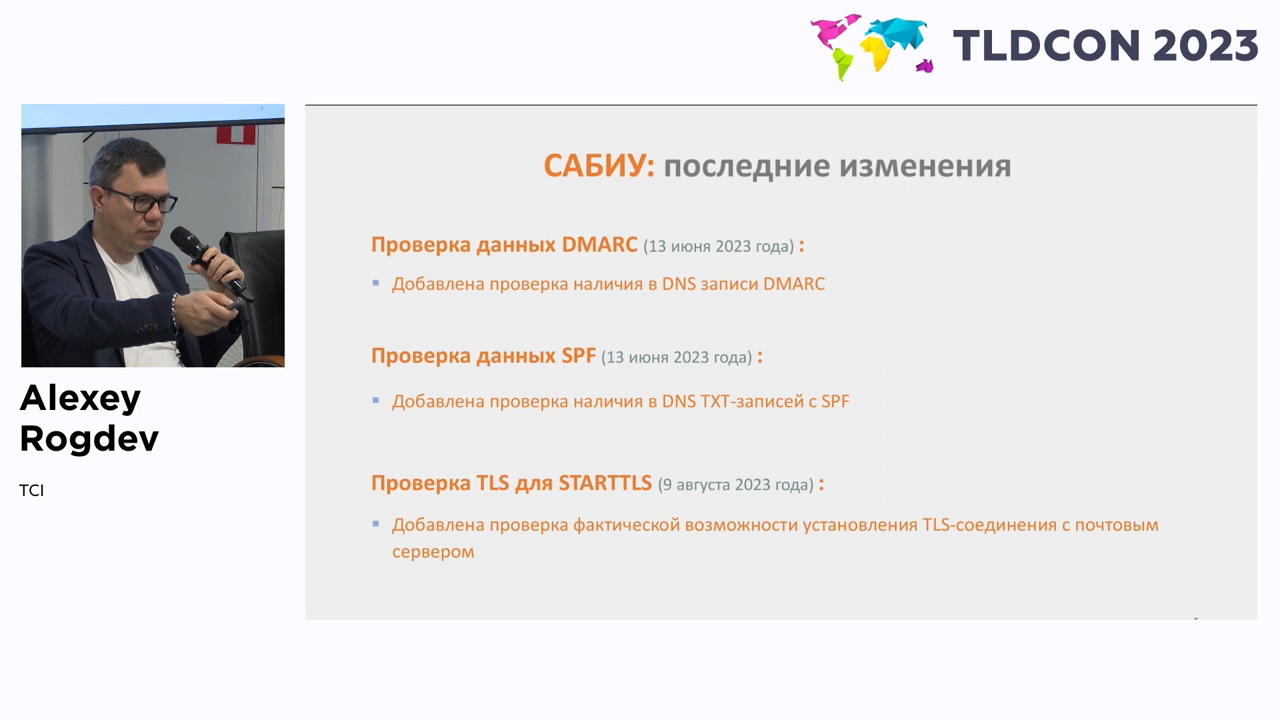 TLDCON 2023
САБИУ: последние изменения
Проверка данных DMARC (13 июня 2023 года) :
▪ Добавлена проверка наличия в DNS записи DMARC
Проверка данных SPF (13 июня 2023 года) :
▪ Добавлена проверка наличия в DNS TXT-записей с SPF
Проверка TLS для STARTTLS (9 августа 2023 года) :
▪ Добавлена проверка фактической возможности установления TLS-соединения с почтовым
сервером
Alexey
Rogdev
TCI